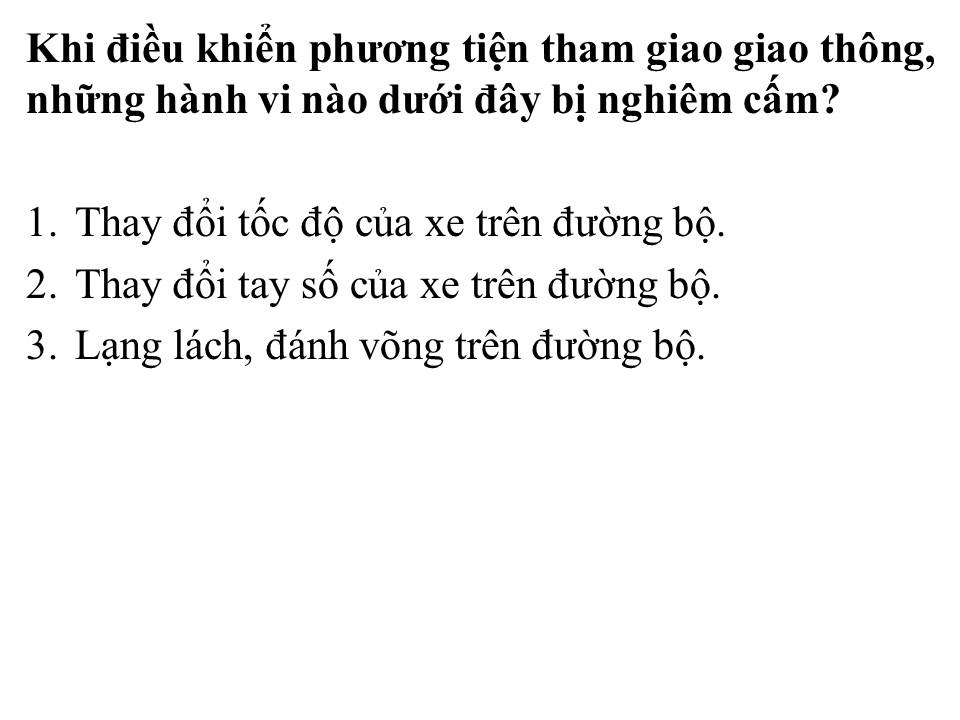 Khi điều khiển phương tiện tham giao giao thông,
những hành vi nào dưới đây bị nghiêm cấm?
1. Thay đổi tốc độ của xe trên đường bộ.
2. Thay đổi tay số của xe trên đường bộ.
3. Lạng lách, đánh võng trên đường bộ.